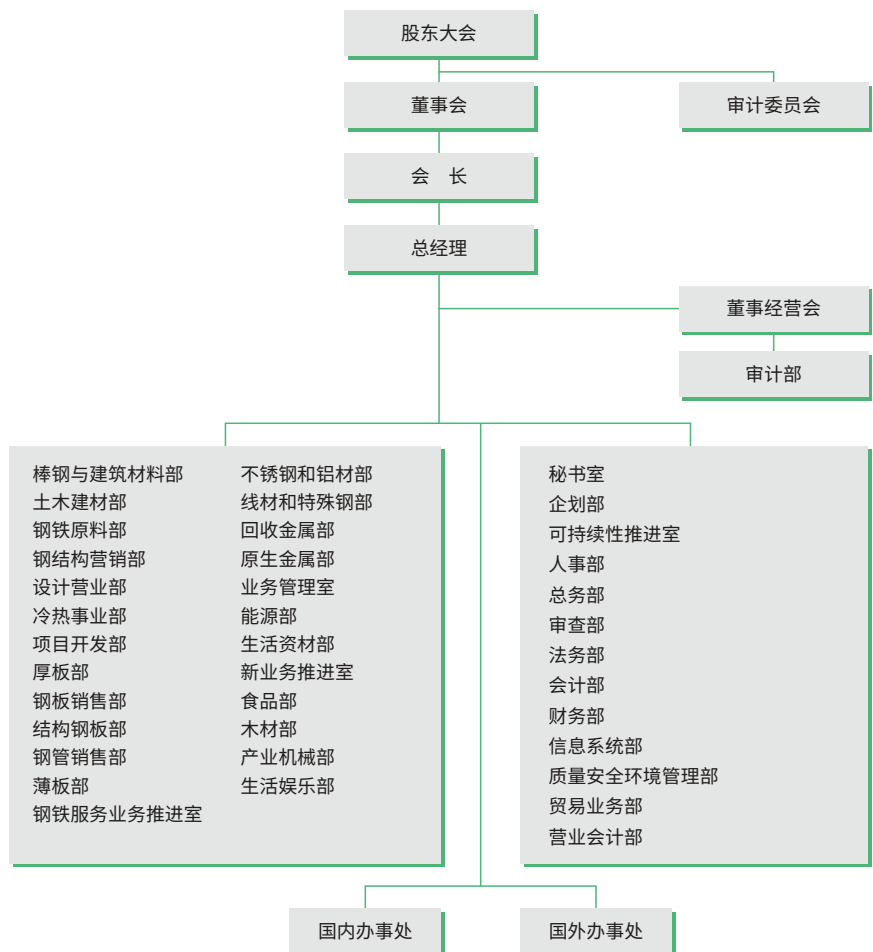 股东大会
董事会
审计委员会
会　长
总经理
董事经营会
审计部
棒钢与建筑材料部
土木建材部
钢铁原料部
钢结构营销部
设计营业部
冷热事业部
项目开发部
厚板部
钢板销售部
结构钢板部
钢管销售部
薄板部
钢铁服务业务推进室
不锈钢和铝材部
线材和特殊钢部
回收金属部
原生金属部
业务管理室
能源部
生活资材部
新业务推进室
食品部
木材部
产业机械部
生活娱乐部
秘书室
企划部
可持续性推进室
人事部
总务部
审查部
法务部
会计部
财务部
信息系统部
质量安全环境管理部
贸易业务部
营业会计部
国内办事处
国外办事处